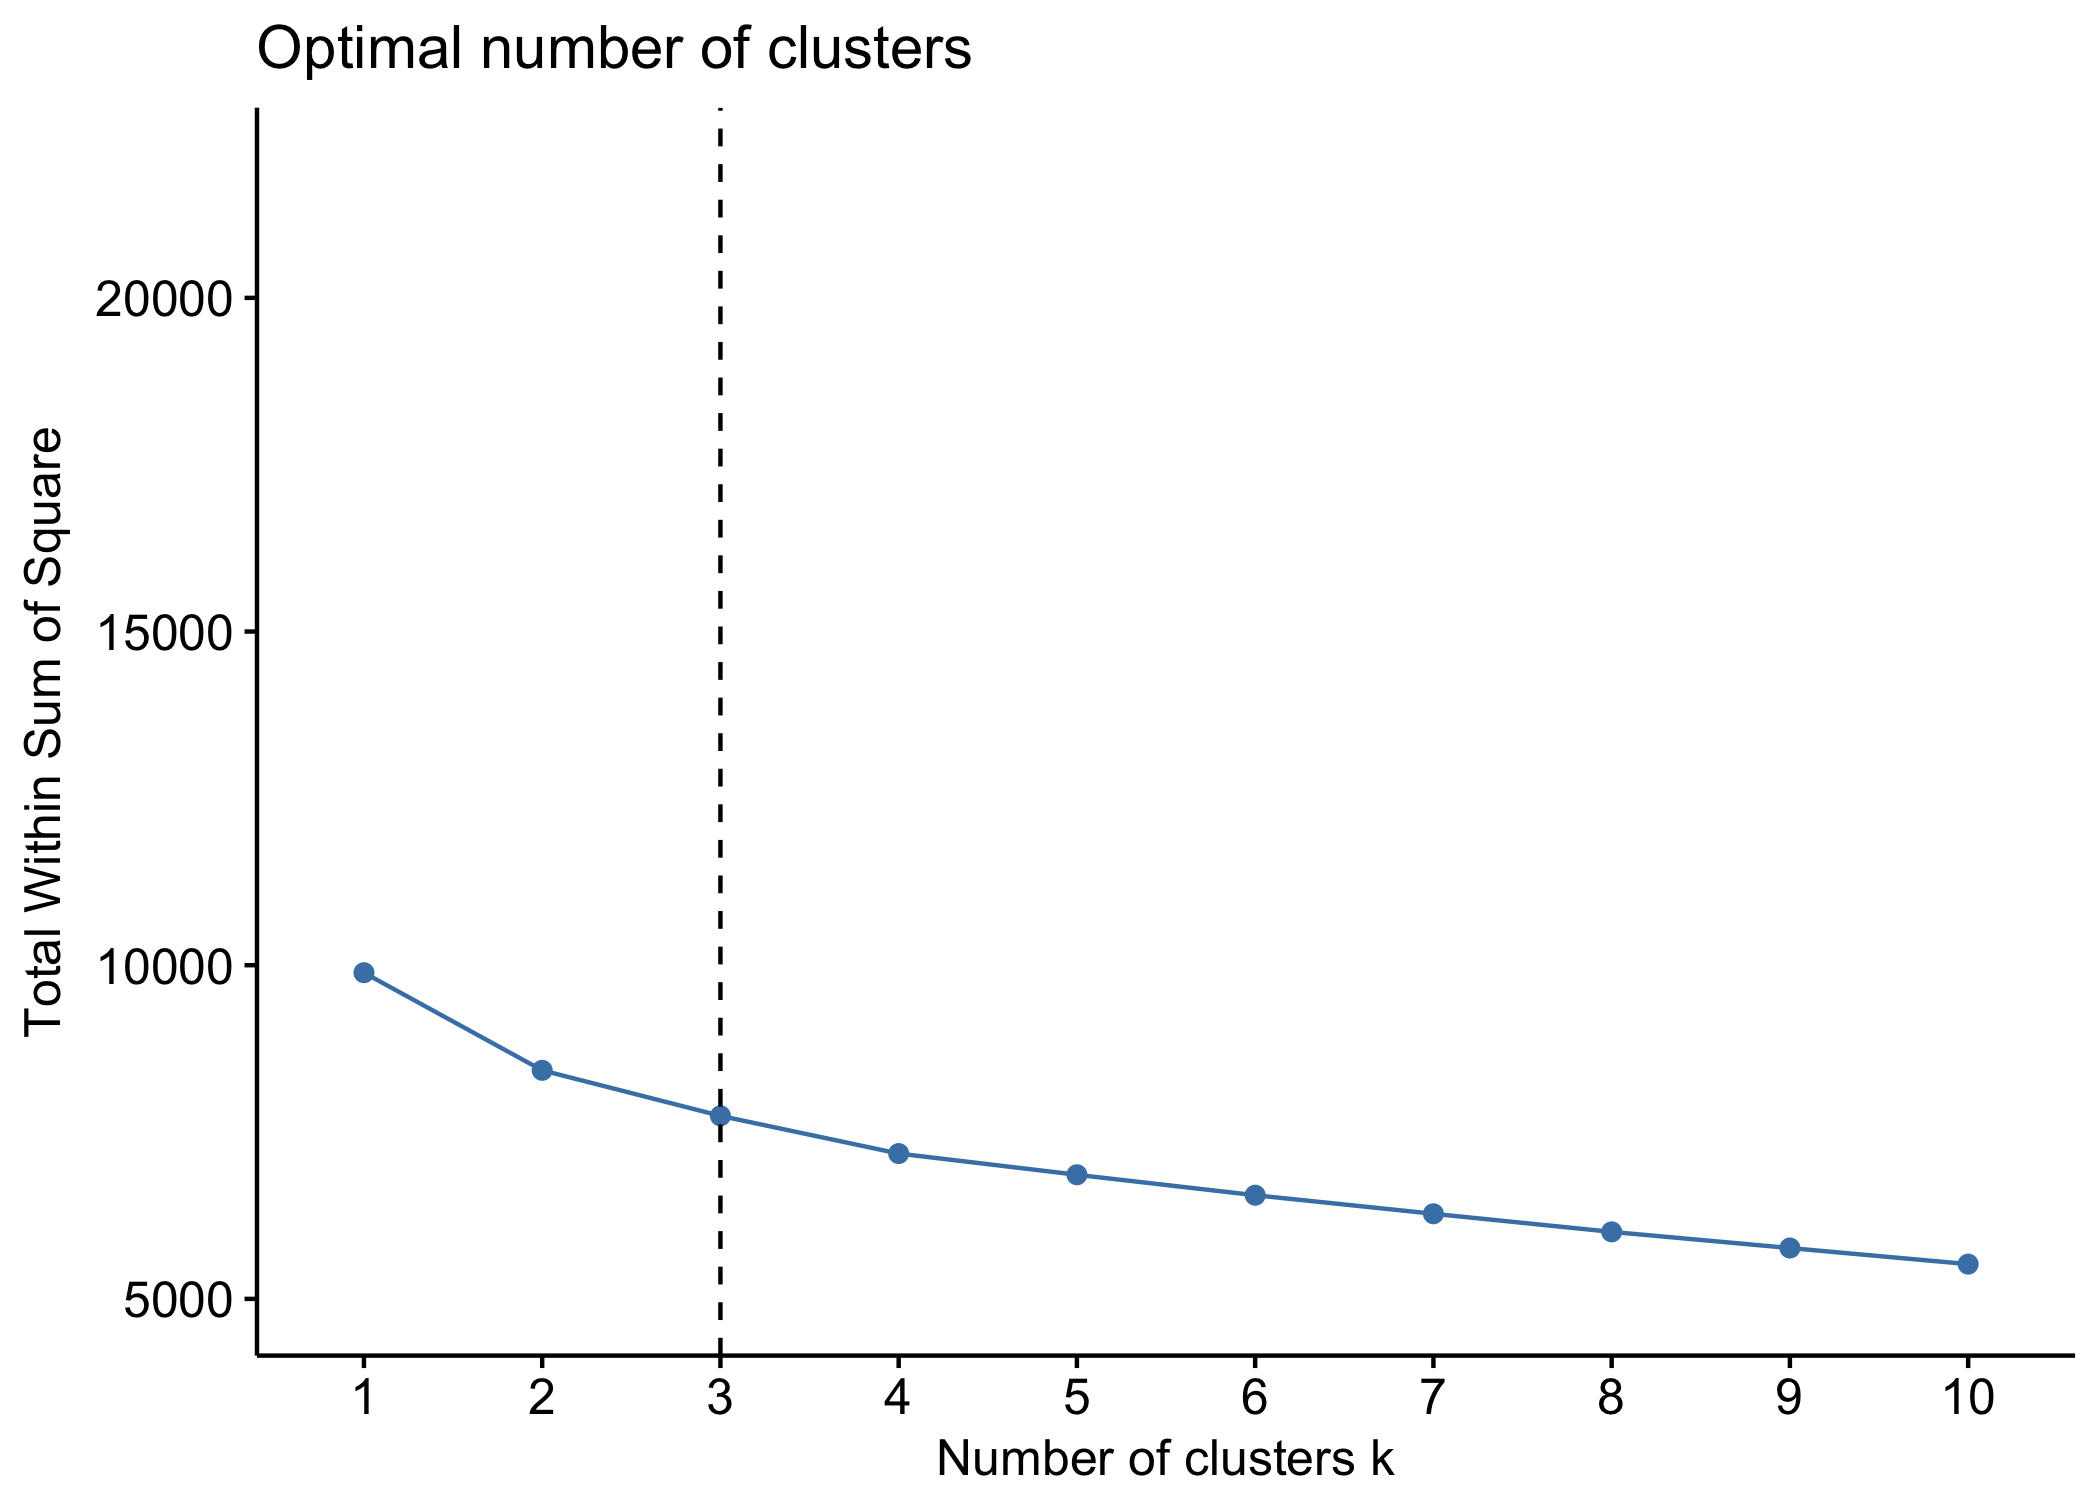 Optimal number of clusters
Total Within Sum of Square
20000
15000
10000
5000
1 2 3 4 5 6 7 8 9 10
Number of clusters k